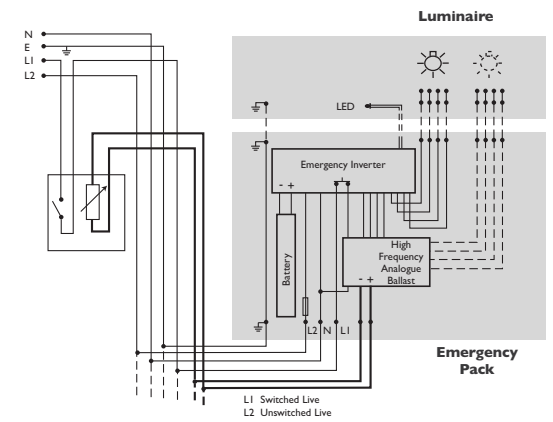 Luminaire
N
E
L1
L2
LED
Emergency Inverter
- +
Battery
High
Frequency
Analogue
Ballast
- +
L2 N L1
Emergency
Pack
L1 Switched Live
L2 Unswitched Live